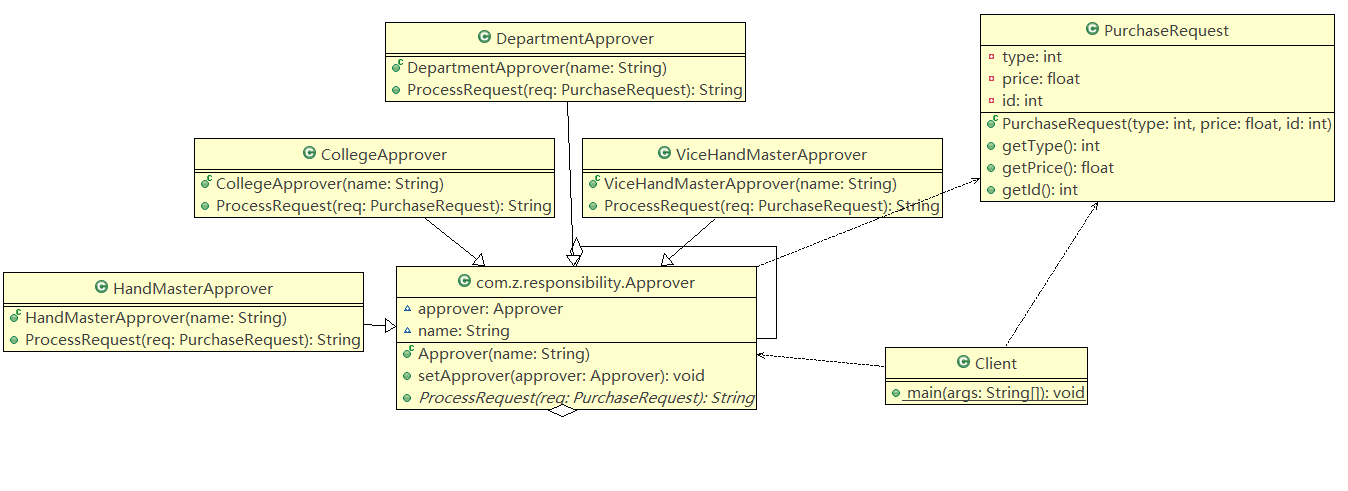 DepartmentApprover
DepartmentApprover(name: String)
ProcessRequest(req: PurchaseRequest): String
PurchaseRequest
type: int
price: float
id: int
PurchaseRequest(type: int, price: float, id: int)
getType(): int
getPrice(): float
getId(): int
CollegeApprover
CollegeApprover(name: String)
ProcessRequest(req: PurchaseRequest): String
ViceHandMasterApprover
ViceHandMasterApprover(name: String)
ProcessRequest(req: PurchaseRequest): String
HandMasterApprover
HandMasterApprover(name: String)
ProcessRequest(req: PurchaseRequest): String
com.z.responsibility.Approver
approver: Approver
name: String
Approver(name: String)
setApprover(approver: Approver): void
ProcessRequest(req: PurchaseRequest): String
Client
main(args: String[]): void